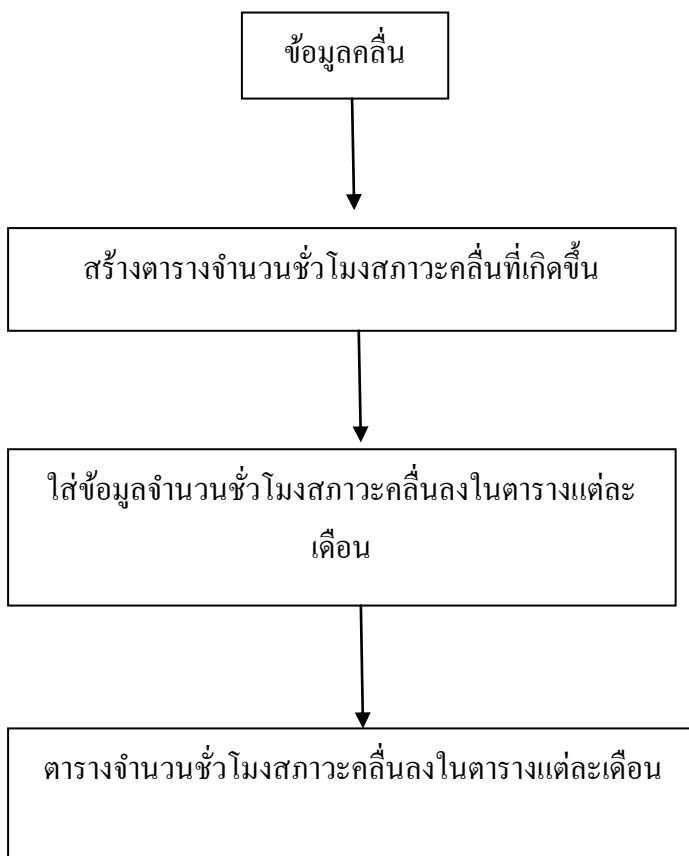 ข้อมูลคลื่น
สร้างตารางจำนวนชั่วโมงสภาวะคลื่นที่เกิดขึ้น
ใส่ข้อมูลจำนวนชั่วโมงสภาวะคลื่นลงในตารางแต่ละ
เดือน
ตารางจำนวนชั่วโมงสภาวะคลื่นลงในตารางแต่ละเดือน